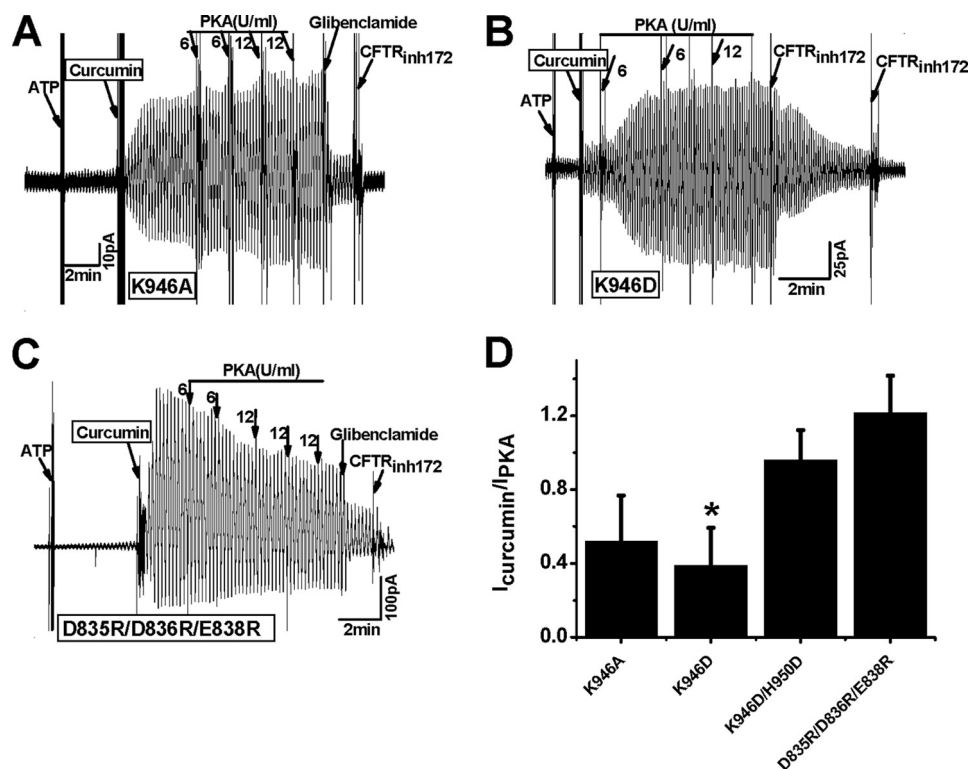 A
PKA(U/ml)
Glibenclamide
6 6 12 12
CFTRinh172
Curcumin
ATP
10pA
2min
K946A
B
PKA (U/ml)
6 12
CFTRinh172
Curcumin
6
CFTRinh172
ATP
25pA
2min
K946D
C
PKA(U/ml)
6 6 12 12 12
Curcumin
Glibenclamide
ATP
CFTRinh172
100pA
2min
D835R/D836R/E838R
D
Icurcumin/IPKA
1.2
0.8
0.4
0.0
*
K946A
K946D
K946D/H950D
D835R/D836R/E838R